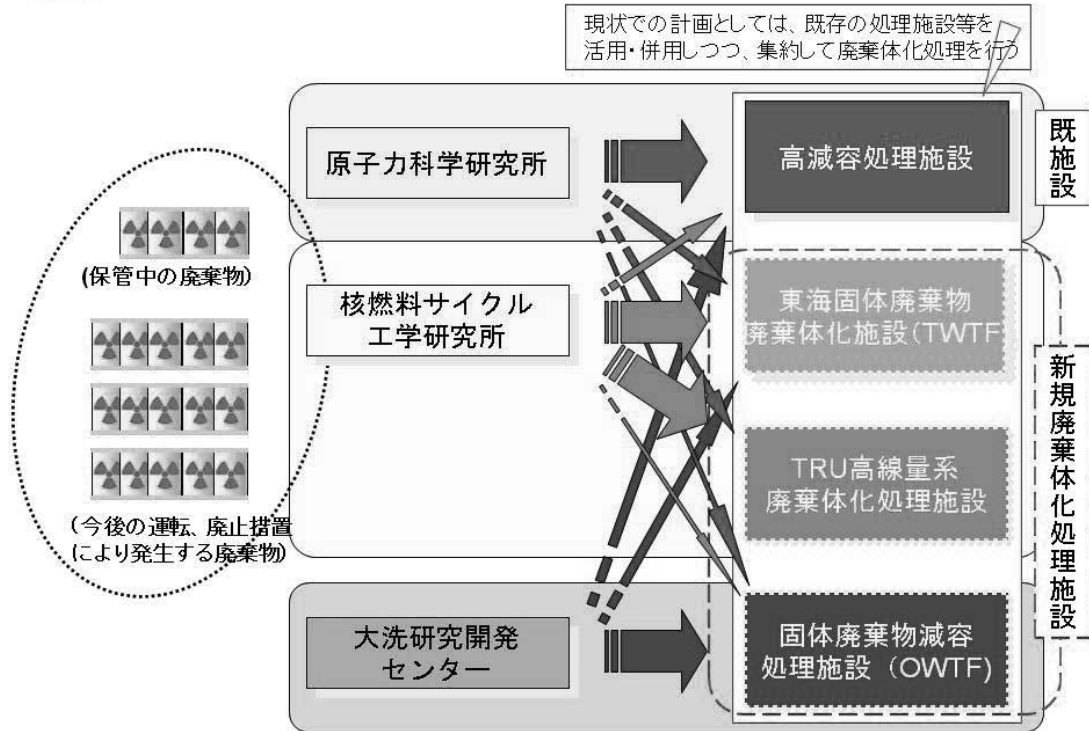 現状での計画としては、既存の処理施設等を
活用・併用しつつ、集約して廃棄体化処理を行う
原子力科学研究所
高減容処理施設
既施設
(保管中の廃棄物)
核燃料サイクル
工学研究所
東海固体廃棄物
廃棄体化施設(TWTF
新規廃棄体化処理施設
TRU高線量系
廃棄体化処理施設
(今後の運転、廃止措置
により発生する廃棄物)
大洗研究開発
センター
固体廃棄物減容
処理施設 (OWTF)